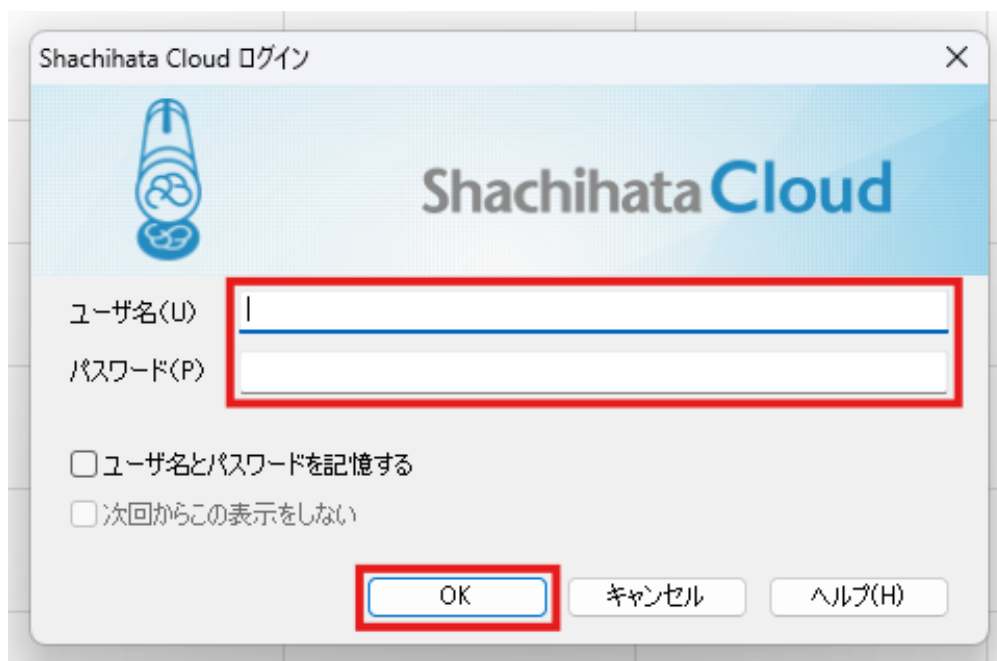 Shachihata Cloud ログイン
Shachihata Cloud
ユーザ名(U)
パスワード(P)
ユーザ名とパスワードを記憶する
次回からこの表示をしない
OK キャンセル ヘルプ(H)